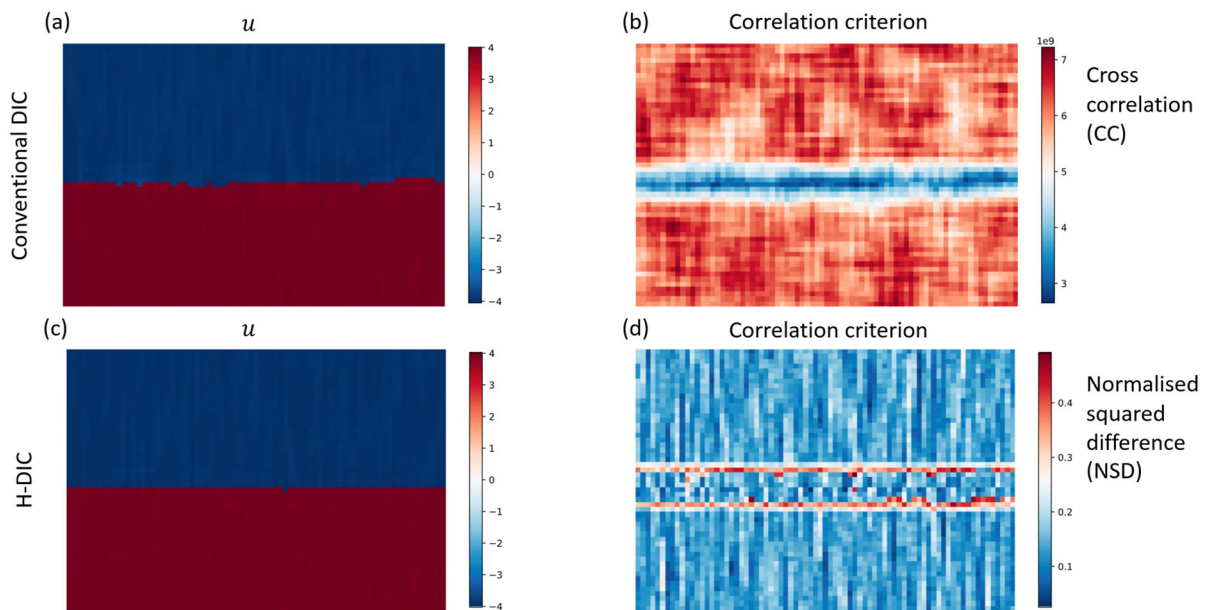 (a)
u
Conventional DIC
4
3
2
1
0
−1
−2
−3
−4
(b)
Correlation criterion
1e9
7
6
5
4
3
Cross
correlation
(CC)
(c)
u
H-DIC
4
3
2
1
0
−1
−2
−3
−4
(d)
Correlation criterion
0.4
0.3
0.2
0.1
Normalised
squared
difference
(NSD)